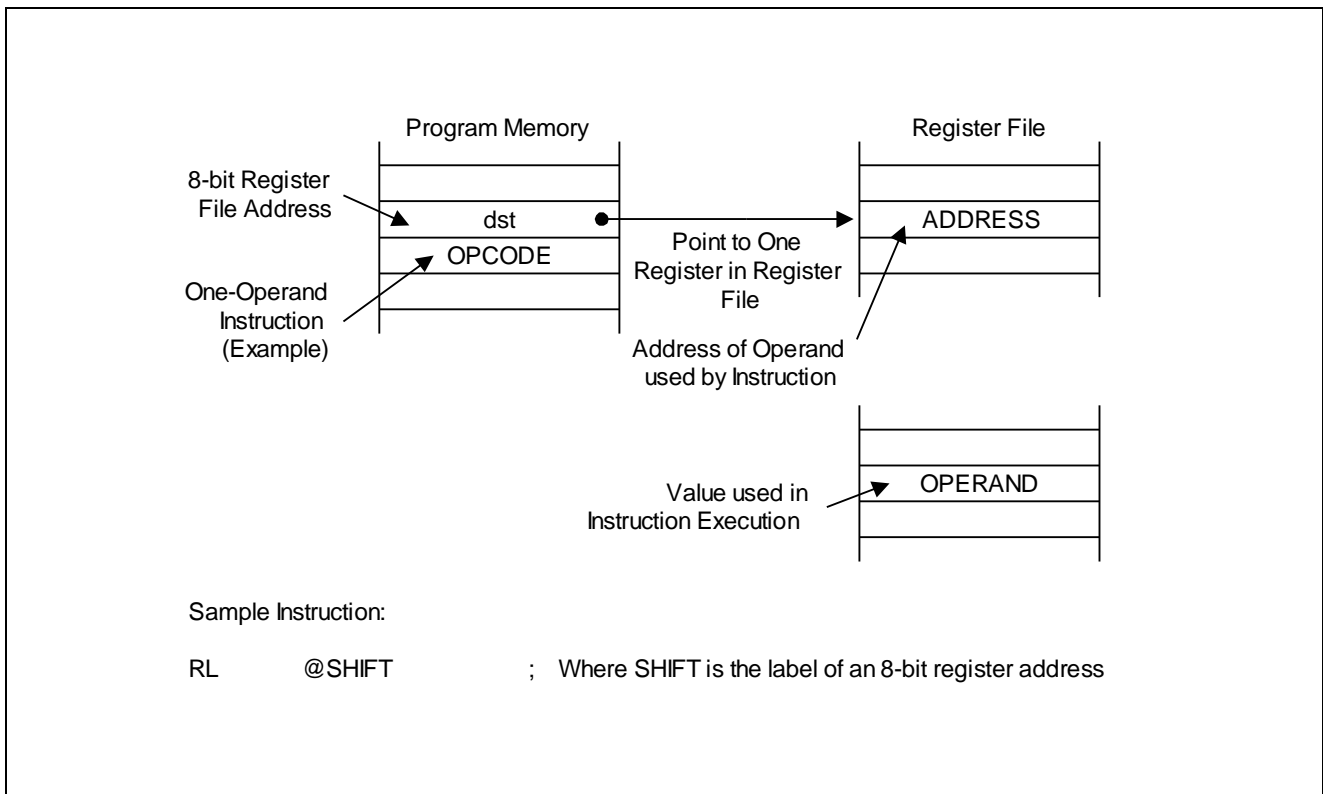 Program Memory
Register File
8-bit Register
File Address
dst
ADDRESS
OPCODE
Point to One
Register in Register
File
One-Operand
Instruction
(Example)
Address of Operand
used by Instruction
OPERAND
Value used in
Instruction Execution
Sample Instruction:
RL @SHIFT ; Where SHIFT is the label of an 8-bit register address